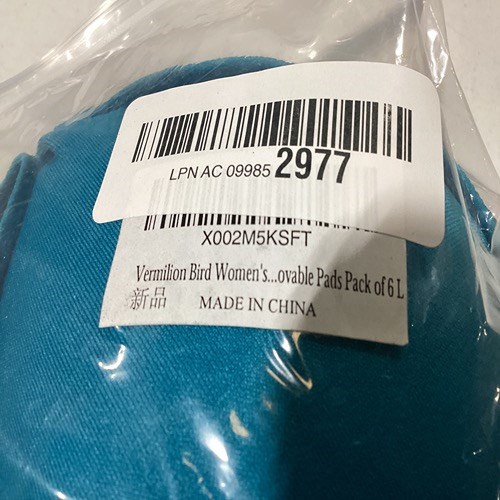 LPN AC 09985 2977
X002M5KSFT
Vermilion Bird Women's...ovable Pads Pack of 6 L
新品 MADE IN CHINA